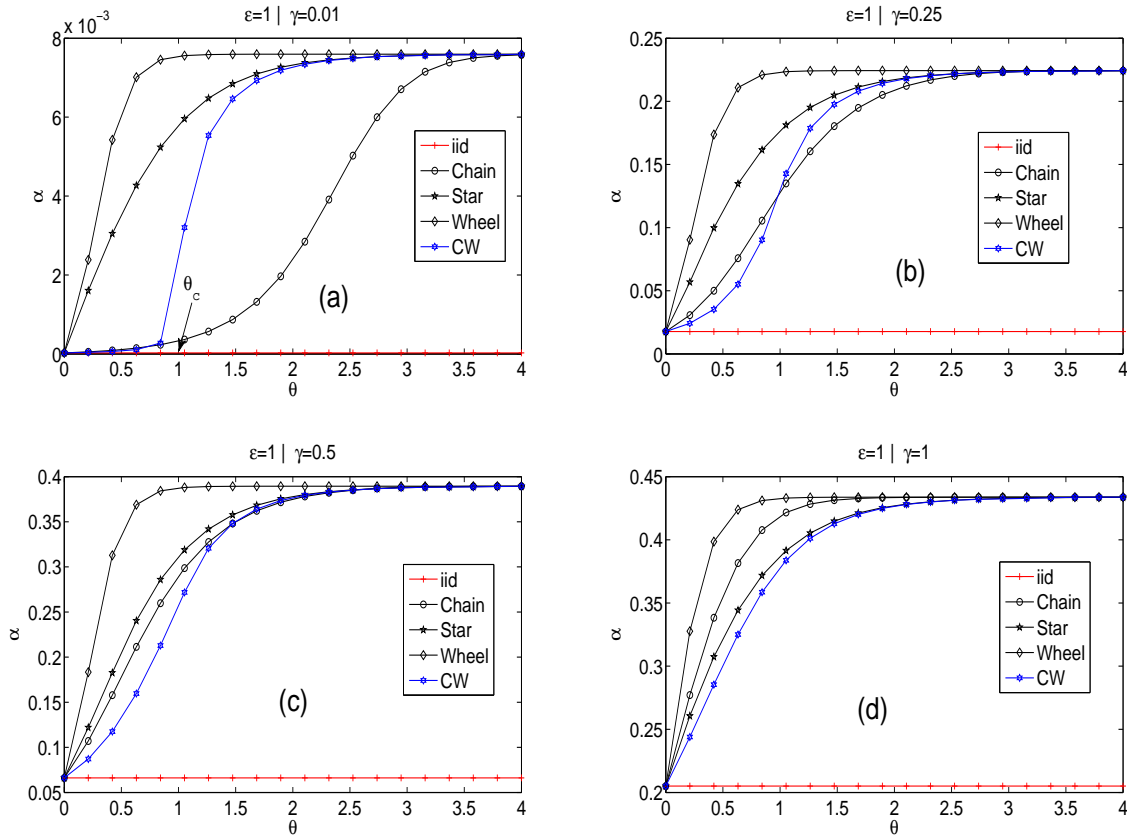 ε=1 | γ=0.01
x 10⁻³
8
6
4
2
0
α
iid
Chain
Star
Wheel
CW
θc
(a)
0 0.5 1 1.5 2 2.5 3 3.5 4
θ
ε=1 | γ=0.25
0.25
0.2
0.15
0.1
0.05
0
α
iid
Chain
Star
Wheel
CW
(b)
0 0.5 1 1.5 2 2.5 3 3.5 4
θ
ε=1 | γ=0.5
0.4
0.35
0.3
0.25
0.2
0.15
0.1
0.05
α
iid
Chain
Star
Wheel
CW
(c)
0 0.5 1 1.5 2 2.5 3 3.5 4
θ
ε=1 | γ=1
0.45
0.4
0.35
0.3
0.25
0.2
α
iid
Chain
Star
Wheel
CW
(d)
0 0.5 1 1.5 2 2.5 3 3.5 4
θ